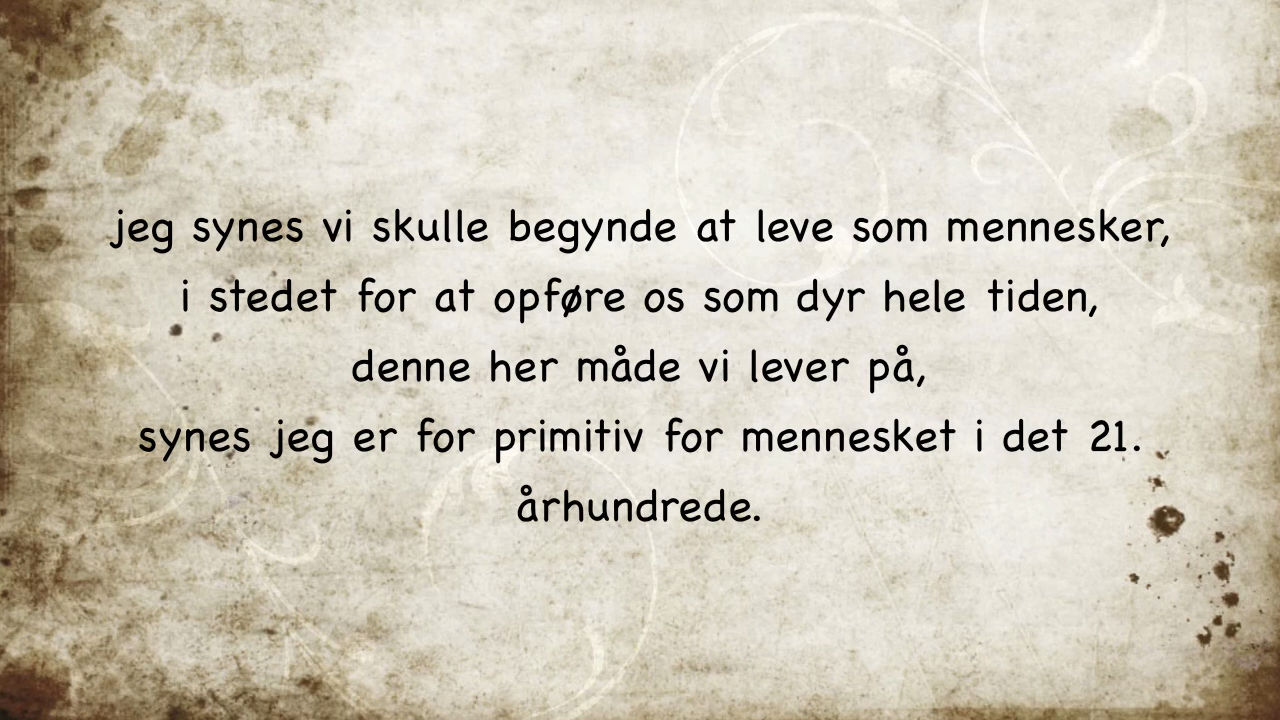 jeg synes vi skulle begynde at leve som mennesker,
i stedet for at opføre os som dyr hele tiden,
denne her måde vi lever på,
synes jeg er for primitiv for mennesket i det 21.
århundrede.